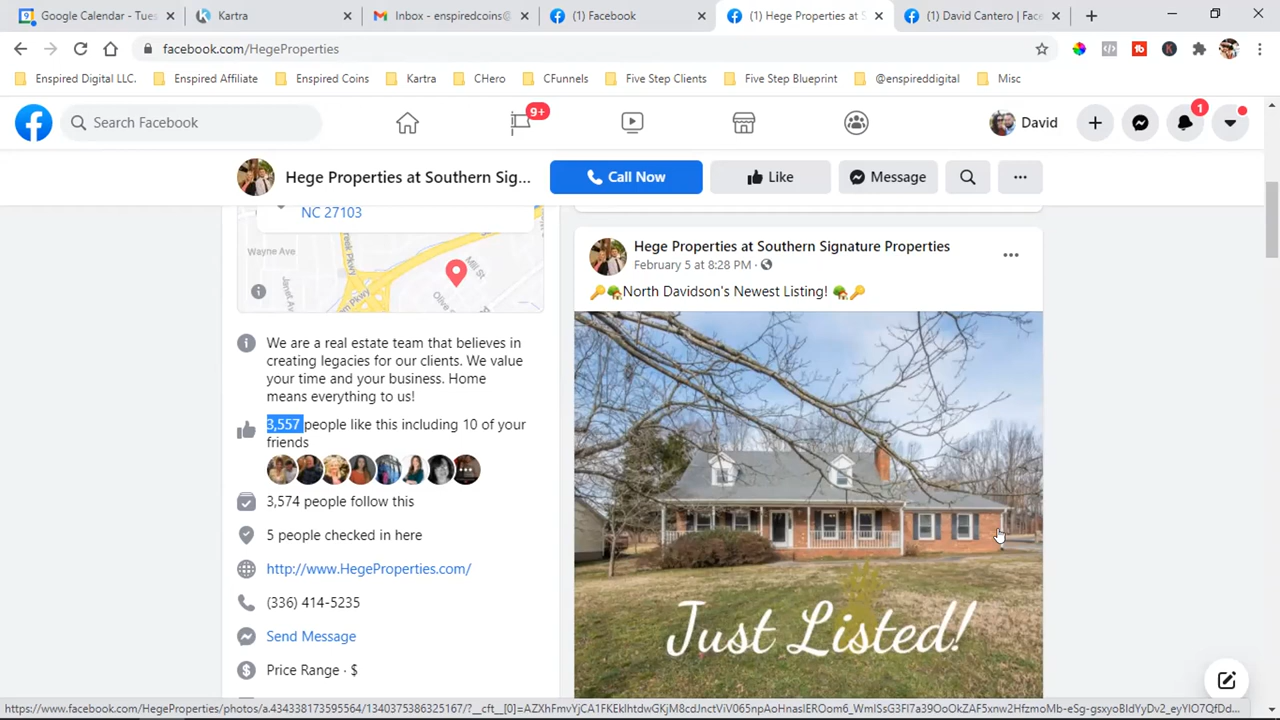 Google Calendar - Tues
Kartra
Inbox - enspiredcoins@
(1) Facebook
(1) Hege Properties at S
(1) David Cantero | Face
facebook.com/HegeProperties
Enspired Digital LLC.
Enspired Affiliate
Enspired Coins
Kartra
CHero
CFunnels
Five Step Clients
Five Step Blueprint
@enspireddigital
Misc
Search Facebook
9+
David
1
Hege Properties at Southern Sig...
Call Now
Like
Message
NC 27103
Wayne Ave
Janet Ave
Mill St
We are a real estate team that believes in
creating legacies for our clients. We value
your time and your business. Home
means everything to us!
3,557 people like this including 10 of your
friends
3,574 people follow this
5 people checked in here
http://www.HegeProperties.com/
(336) 414-5235
Send Message
Price Range · $
Hege Properties at Southern Signature Properties
February 5 at 8:28 PM ·
🔑🏡North Davidson's Newest Listing! 🏡🔑
Just Listed!